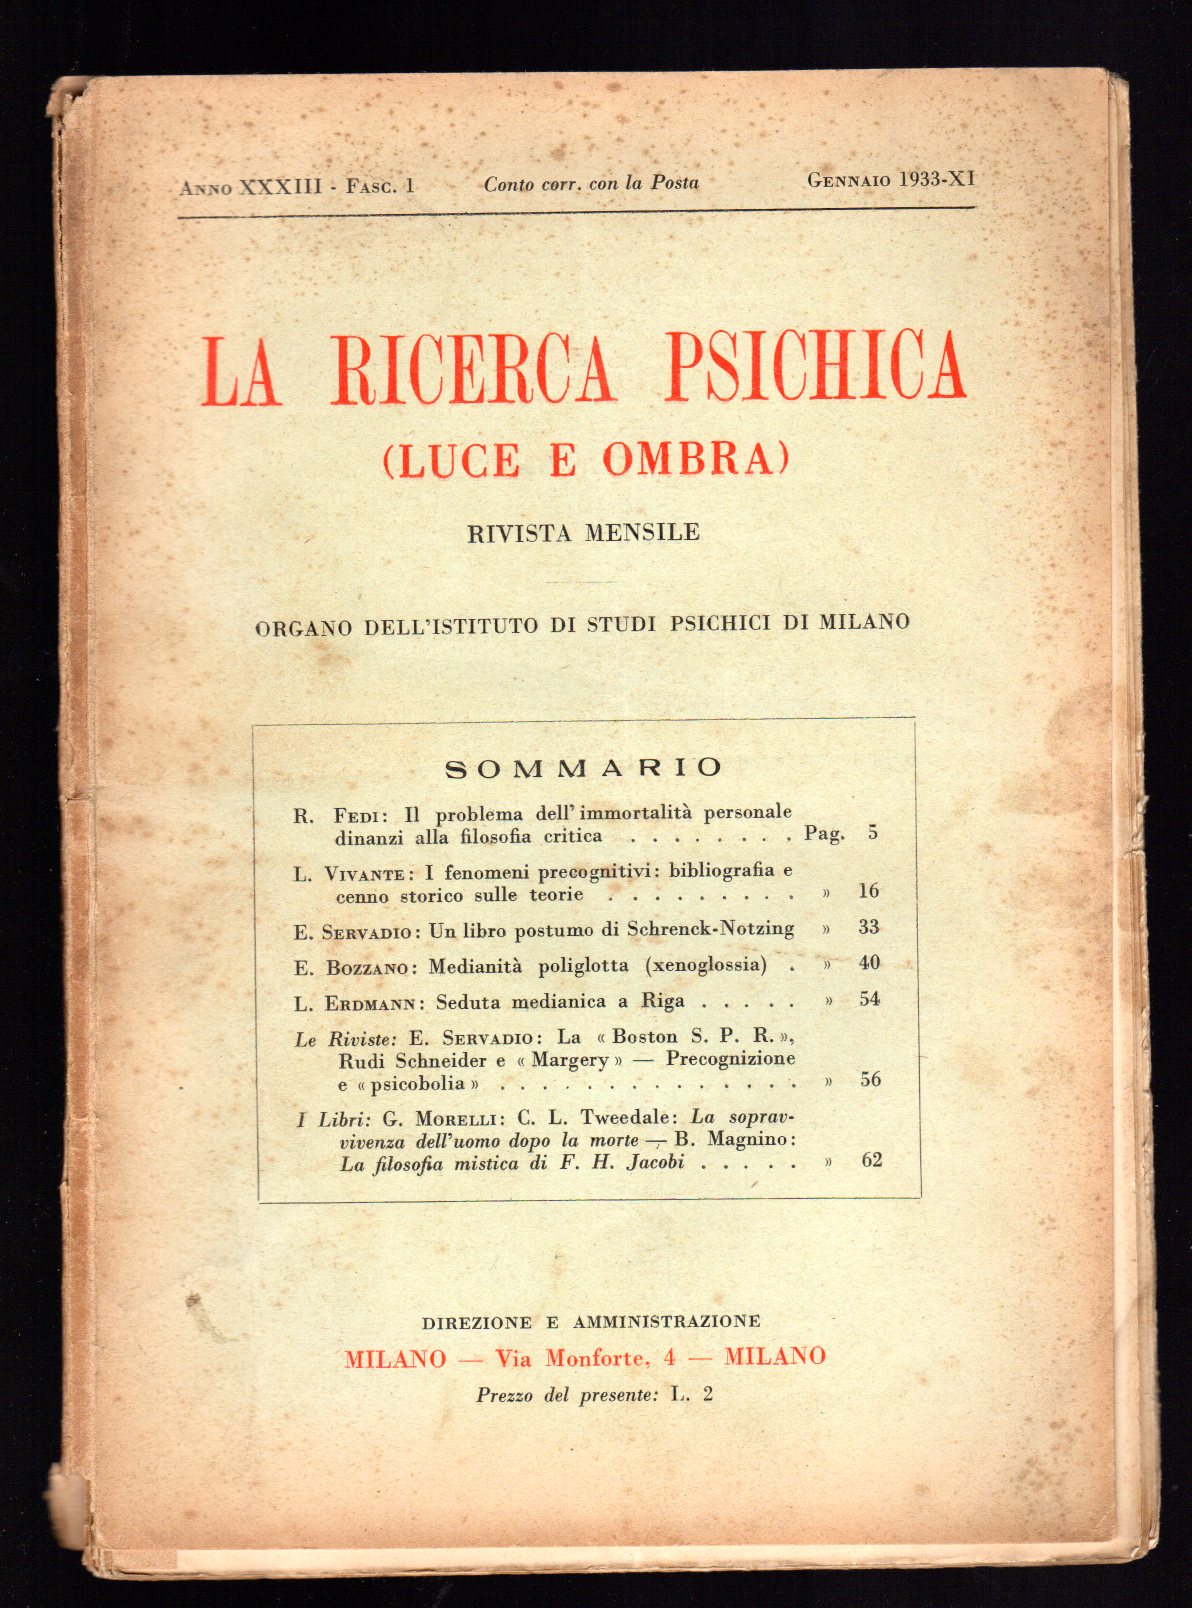 ANNO XXXIII - FASC. 1 Conto corr. con la Posta GENNAIO 1933-XI
LA RICERCA PSICHICA
(LUCE E OMBRA)
RIVISTA MENSILE
ORGANO DELL'ISTITUTO DI STUDI PSICHICI DI MILANO
SOMMARIO
R. FEDI: Il problema dell'immortalità personale
dinanzi alla filosofia critica . . . . . . . . Pag. 5
L. VIVANTE: I fenomeni precognitivi: bibliografia e
cenno storico sulle teorie . . . . . . . . . » 16
E. SERVADIO: Un libro postumo di Schrenck-Notzing » 33
E. BOZZANO: Medianità poliglotta (xenoglossia) . » 40
L. ERDMANN: Seduta medianica a Riga . . . . . » 54
Le Riviste: E. SERVADIO: La « Boston S. P. R. »,
Rudi Schneider e « Margery » — Precognizione
e « psicobolia » . . . . . . . . . . . . . . » 56
I Libri: G. MORELLI: C. L. Tweedale: La soprav-
vivenza dell'uomo dopo la morte — B. Magnino:
La filosofia mistica di F. H. Jacobi . . . . . » 62
DIREZIONE E AMMINISTRAZIONE
MILANO — Via Monforte, 4 — MILANO
Prezzo del presente: L. 2